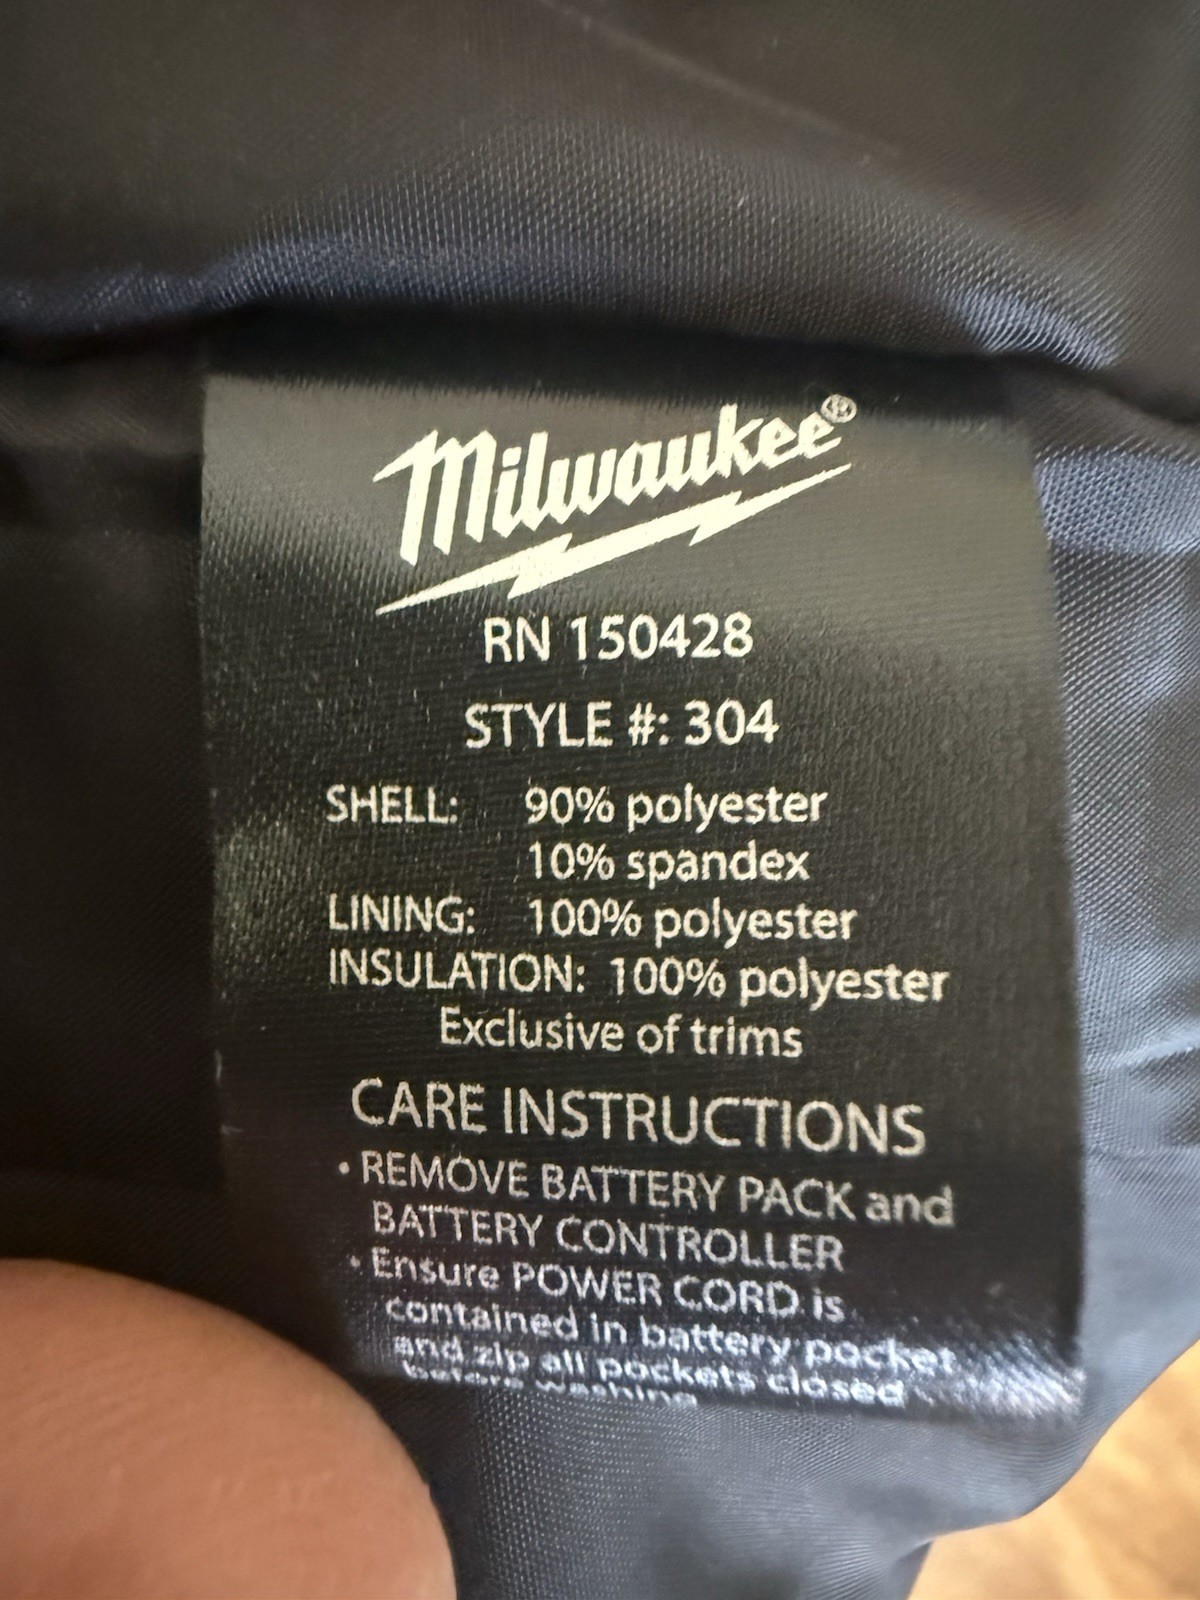 Milwaukee®
RN 150428
STYLE #: 304
SHELL: 90% polyester
10% spandex
LINING: 100% polyester
INSULATION: 100% polyester
Exclusive of trims
CARE INSTRUCTIONS
• REMOVE BATTERY PACK and
BATTERY CONTROLLER
• Ensure POWER CORD is
contained in battery pocket
and zip all pockets closed
before washing